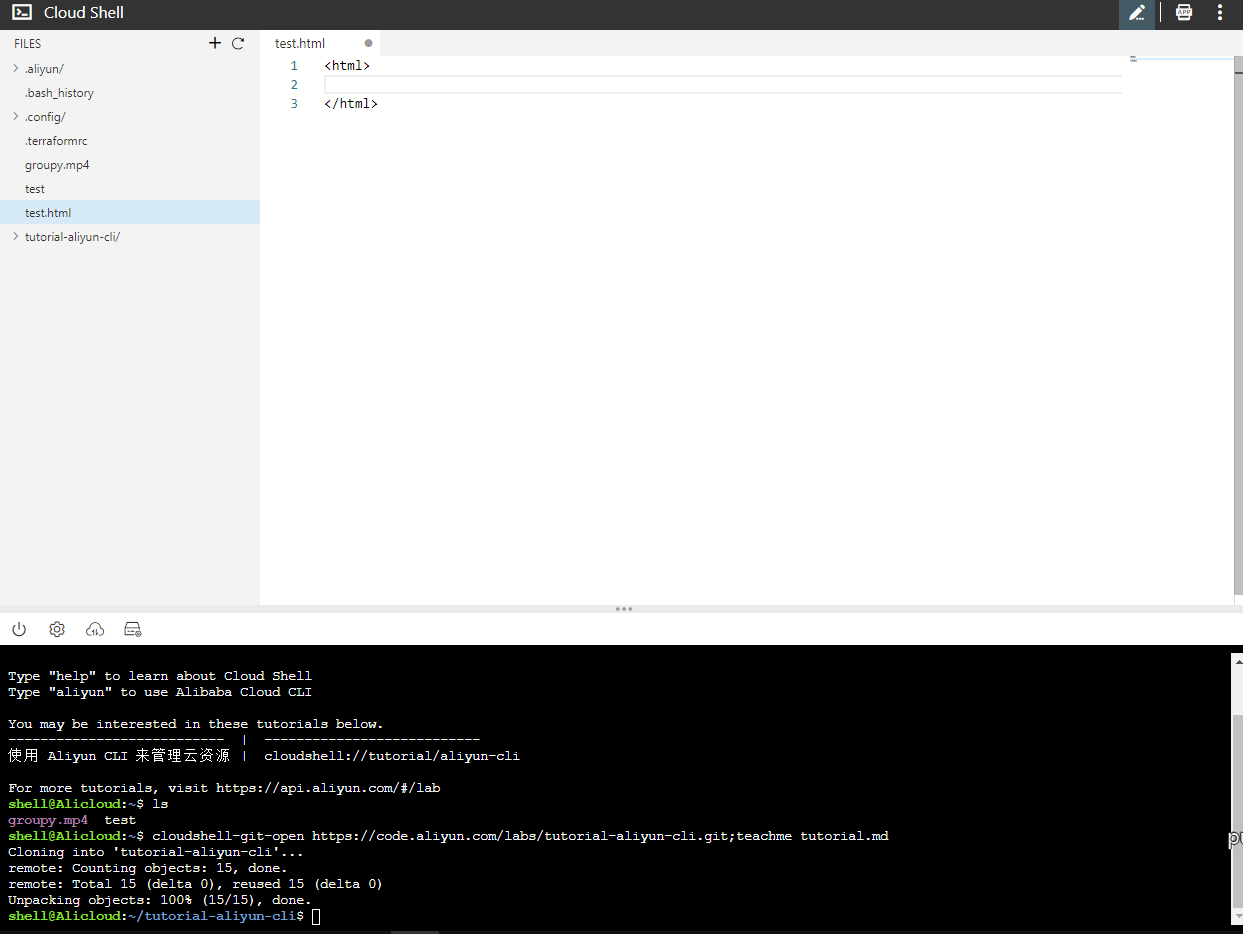 Cloud Shell
APP
FILES
.aliyun/
.bash_history
.config/
.terraformrc
groupy.mp4
test
test.html
tutorial-aliyun-cli/
test.html
1 <html>
2
3 </html>
Type "help" to learn about Cloud Shell
Type "aliyun" to use Alibaba Cloud CLI
You may be interested in these tutorials below.
--------------------------- | ---------------------------
使用 Aliyun CLI 来管理云资源 | cloudshell://tutorial/aliyun-cli
For more tutorials, visit https://api.aliyun.com/#/lab
shell@Alicloud:~$ ls
groupy.mp4 test
shell@Alicloud:~$ cloudshell-git-open https://code.aliyun.com/labs/tutorial-aliyun-cli.git;teachme tutorial.md
Cloning into 'tutorial-aliyun-cli'...
remote: Counting objects: 15, done.
remote: Total 15 (delta 0), reused 15 (delta 0)
Unpacking objects: 100% (15/15), done.
shell@Alicloud:~/tutorial-aliyun-cli$